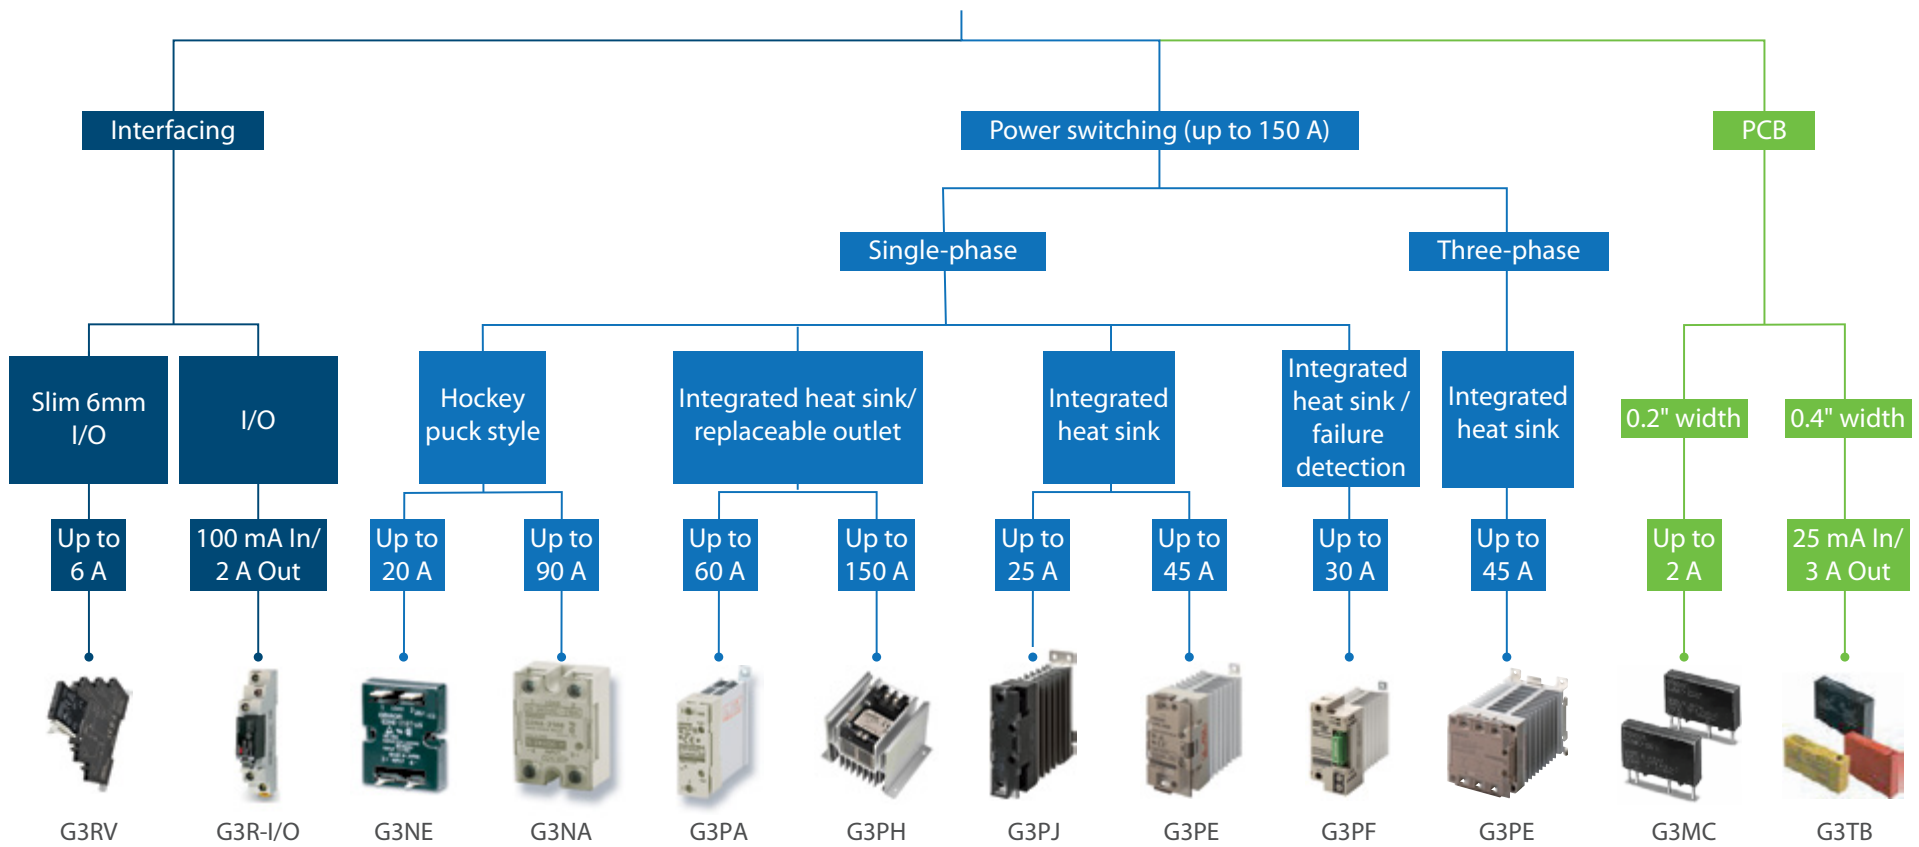 Interfacing
Power switching (up to 150 A)
PCB
Single-phase
Three-phase
Slim 6mm
I/O
I/O
Hockey
puck style
Integrated heat sink/
replaceable outlet
Integrated
heat sink
Integrated
heat sink /
failure
detection
Integrated
heat sink
0.2" width
0.4" width
Up to
6 A
100 mA In/
2 A Out
Up to
20 A
Up to
90 A
Up to
60 A
Up to
150 A
Up to
25 A
Up to
45 A
Up to
30 A
Up to
45 A
Up to
2 A
25 mA In/
3 A Out
G3RV
G3R-I/O
G3NE
G3NA
G3PA
G3PH
G3PJ
G3PE
G3PF
G3PE
G3MC
G3TB